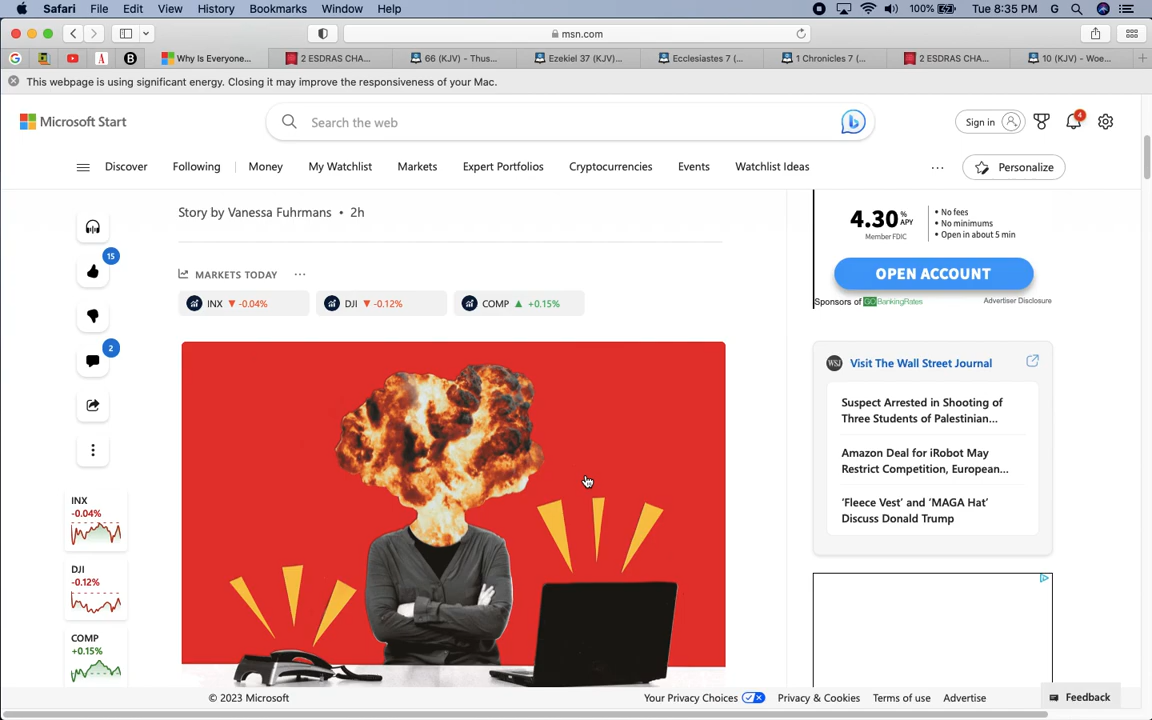 Safari File Edit View History Bookmarks Window Help 100% Tue 8:35 PM G
msn.com
Why Is Everyone... 2 ESDRAS CHA... 66 (KJV) - Thus... Ezekiel 37 (KJV)... Ecclesiastes 7 (... 1 Chronicles 7 (... 2 ESDRAS CHA... 10 (KJV) - Woe...
This webpage is using significant energy. Closing it may improve the responsiveness of your Mac.
Microsoft Start Search the web Sign in 4
Discover Following Money My Watchlist Markets Expert Portfolios Cryptocurrencies Events Watchlist Ideas ... Personalize
Story by Vanessa Fuhrmans • 2h
MARKETS TODAY ...
INX ▼ -0.04% DJI ▼ -0.12% COMP ▲ +0.15%
15
2
INX
-0.04%
DJI
-0.12%
COMP
+0.15%
4.30% APY
Member FDIC
• No fees
• No minimums
• Open in about 5 min
OPEN ACCOUNT
Sponsors of GOBankingRates Advertiser Disclosure
WSJ Visit The Wall Street Journal
Suspect Arrested in Shooting of
Three Students of Palestinian...
Amazon Deal for iRobot May
Restrict Competition, European...
'Fleece Vest' and 'MAGA Hat'
Discuss Donald Trump
© 2023 Microsoft Your Privacy Choices Privacy & Cookies Terms of use Advertise Feedback